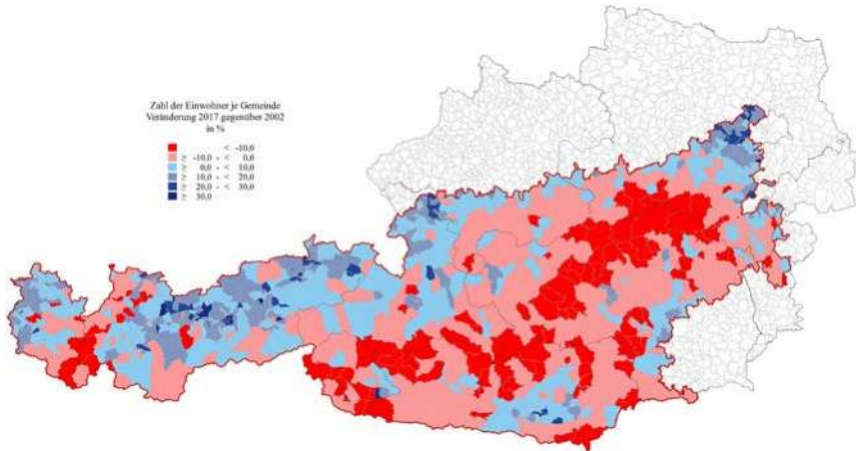 Zahl der Einwohner je Gemeinde
Veränderung 2017 gegenüber 2002
in %
< -10,0
≥ -10,0 - < 0,0
≥ 0,0 - < 10,0
≥ 10,0 - < 20,0
≥ 20,0 - < 30,0
≥ 30,0